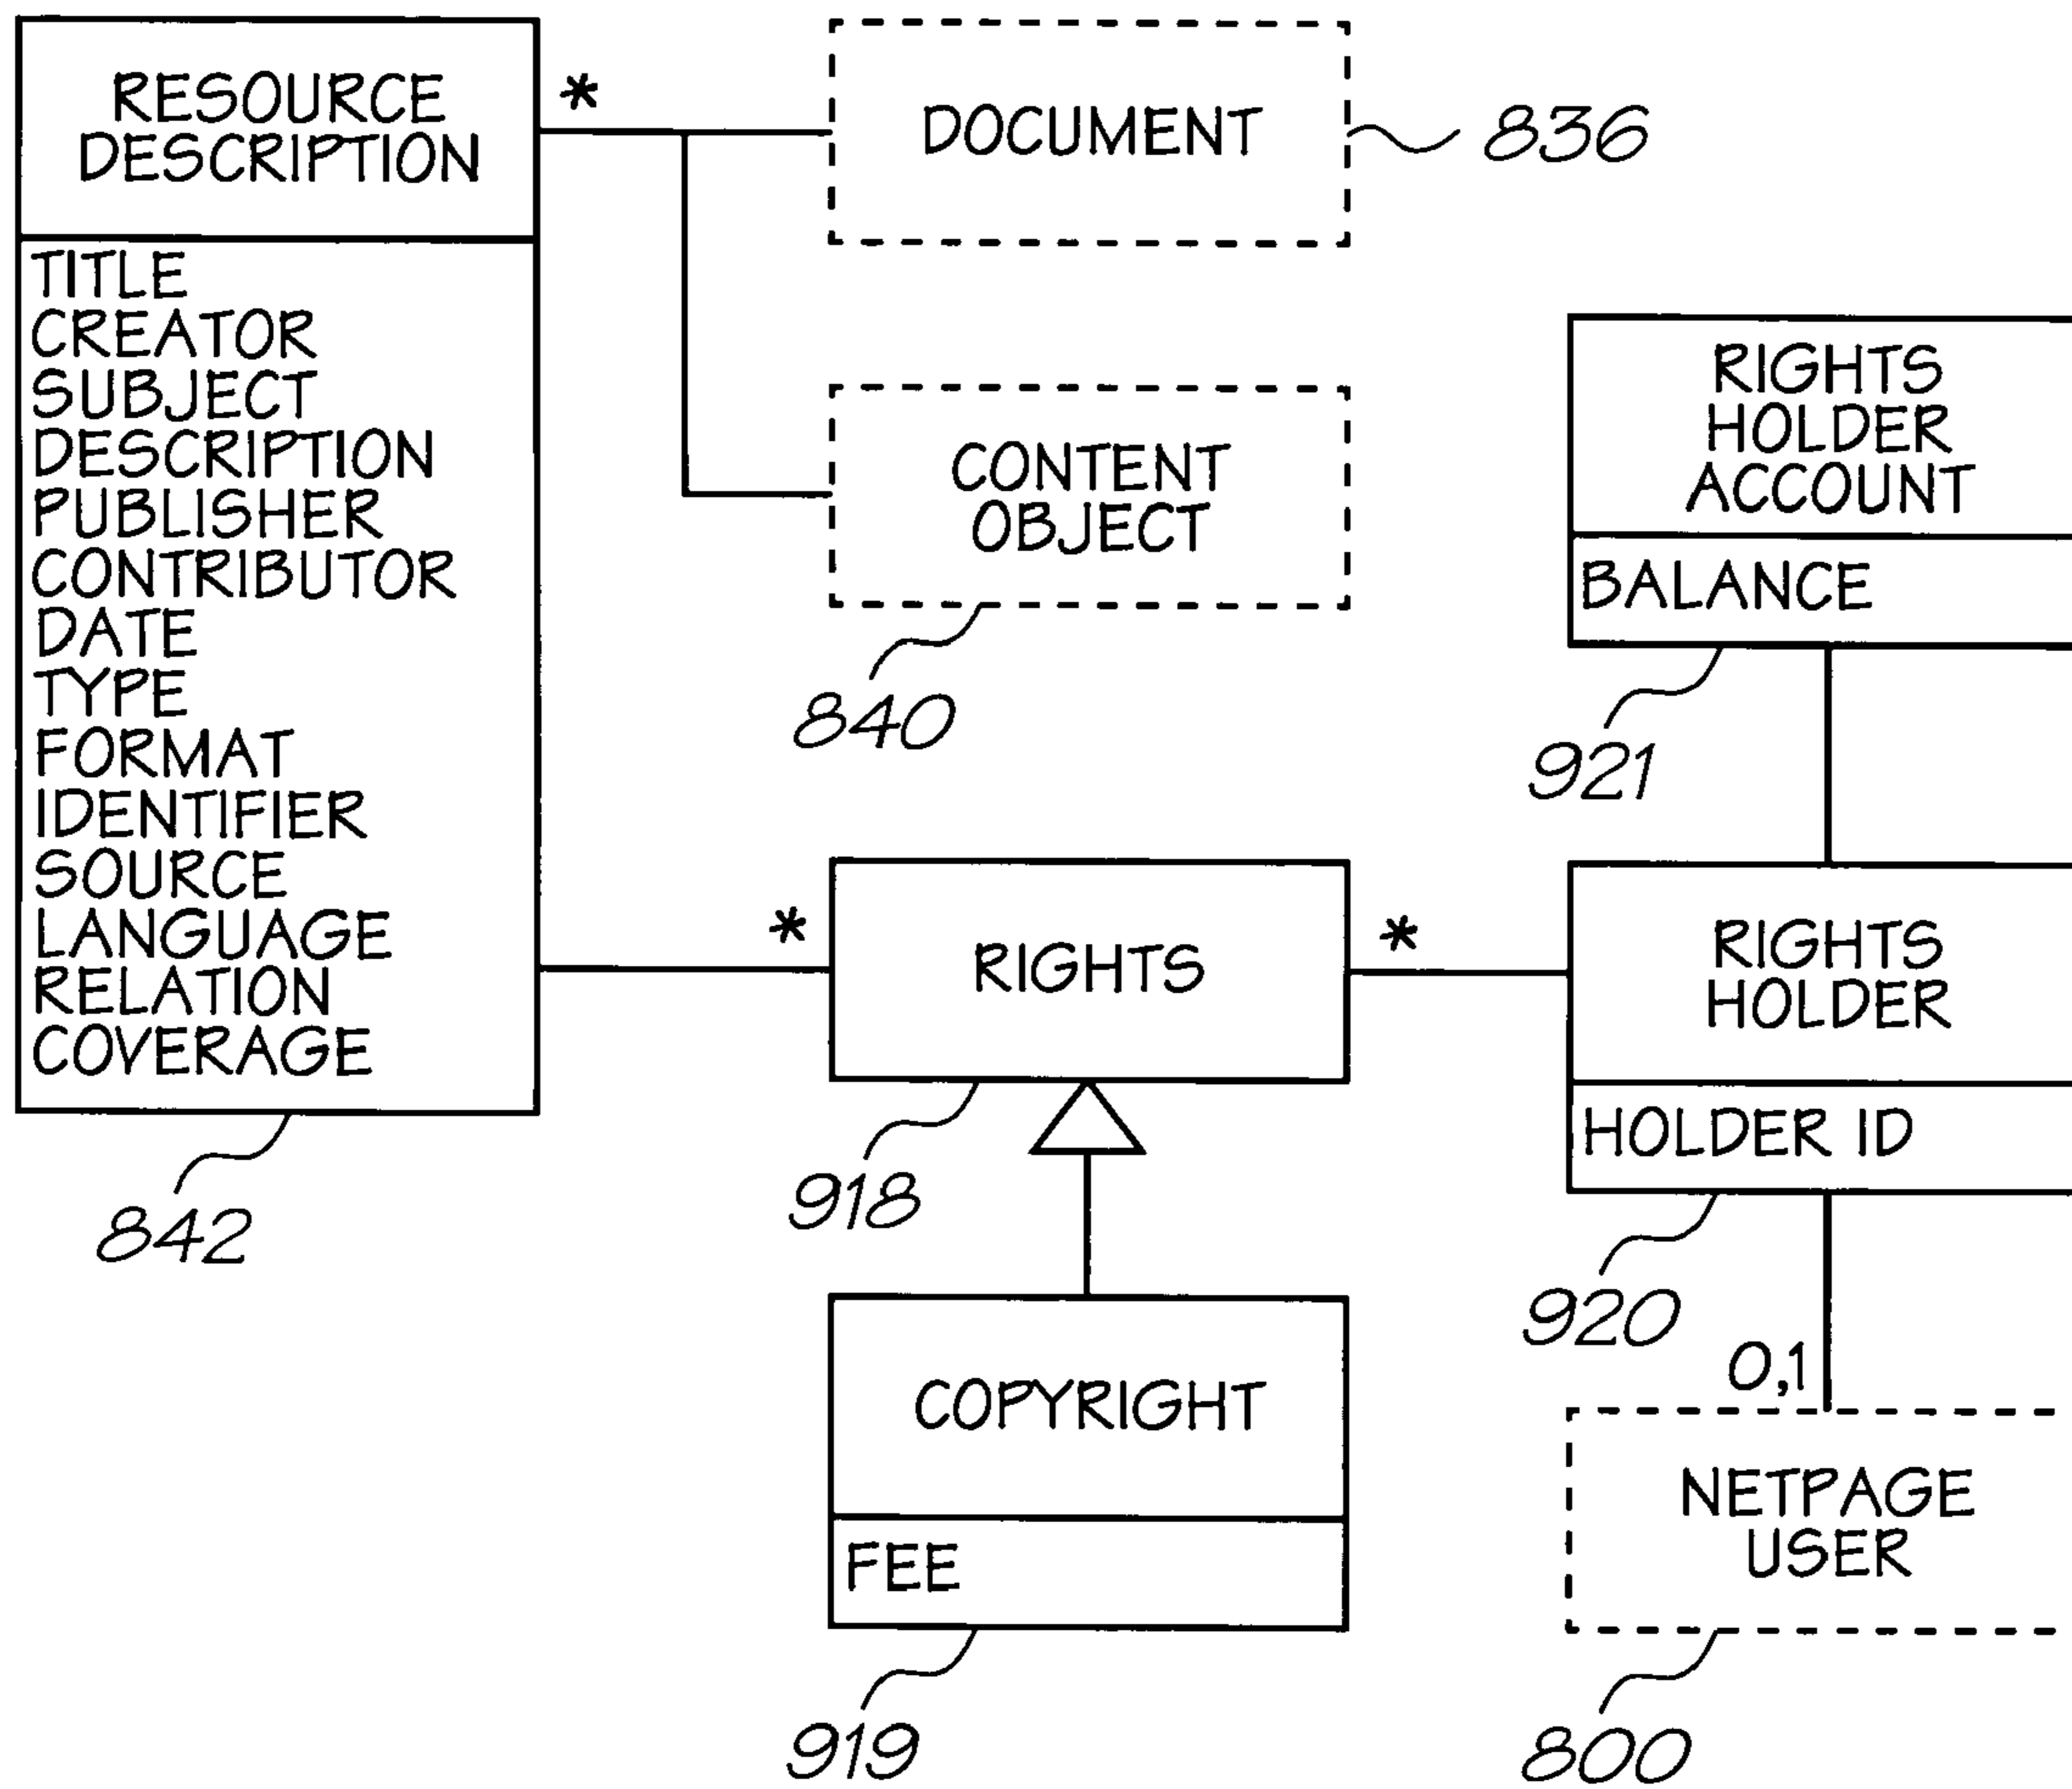 RESOURCE
DESCRIPTION
TITLE
CREATOR
SUBJECT
DESCRIPTION
PUBLISHER
CONTRIBUTOR
DATE
TYPE
FORMAT
IDENTIFIER
SOURCE
LANGUAGE
RELATION
COVERAGE
842
*
DOCUMENT
836
CONTENT
OBJECT
840
RIGHTS
HOLDER
ACCOUNT
BALANCE
921
*
RIGHTS
*
918
RIGHTS
HOLDER
HOLDER ID
920
0,1
COPYRIGHT
FEE
919
NETPAGE
USER
800